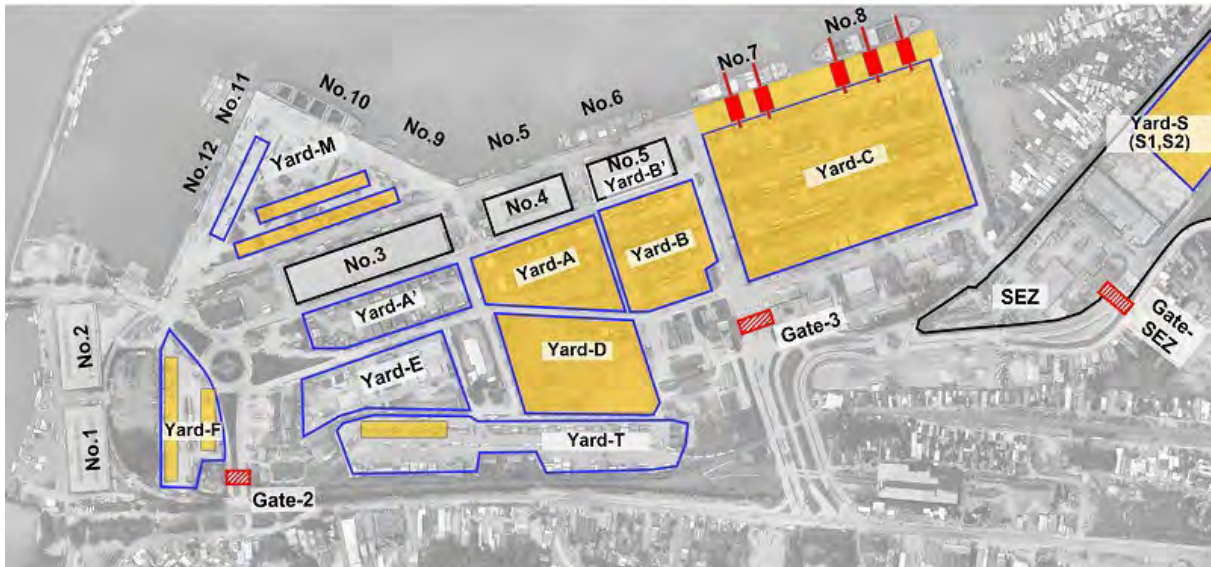 No.8
No.7
No.11
No.10
No.6
No.5
No.9
No.12
Yard-M
Yard-S
(S1,S2)
No.5
Yard-B'
Yard-C
No.4
No.3
Yard-A
Yard-B
Yard-A'
SEZ
Gate-3
Gate-
SEZ
No.2
Yard-D
Yard-E
No.1
Yard-F
Yard-T
Gate-2